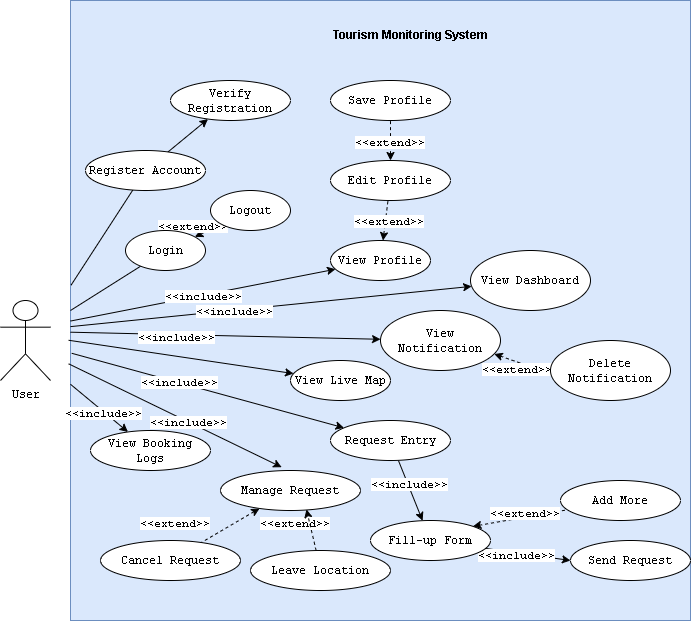 Tourism Monitoring System
Verify
Registration
Save Profile
<<extend>>
Register Account
Edit Profile
Logout
<<extend>>
<<extend>>
Login
View Profile
View Dashboard
<<include>>
<<include>>
<<include>>
View
Notification
<<extend>>
Delete
Notification
View Live Map
<<include>>
User
<<include>>
<<include>>
View Booking
Logs
Request Entry
<<include>>
Manage Request
Add More
<<extend>>
<<extend>>
<<extend>>
Fill-up Form
<<include>>
Cancel Request
Leave Location
Send Request